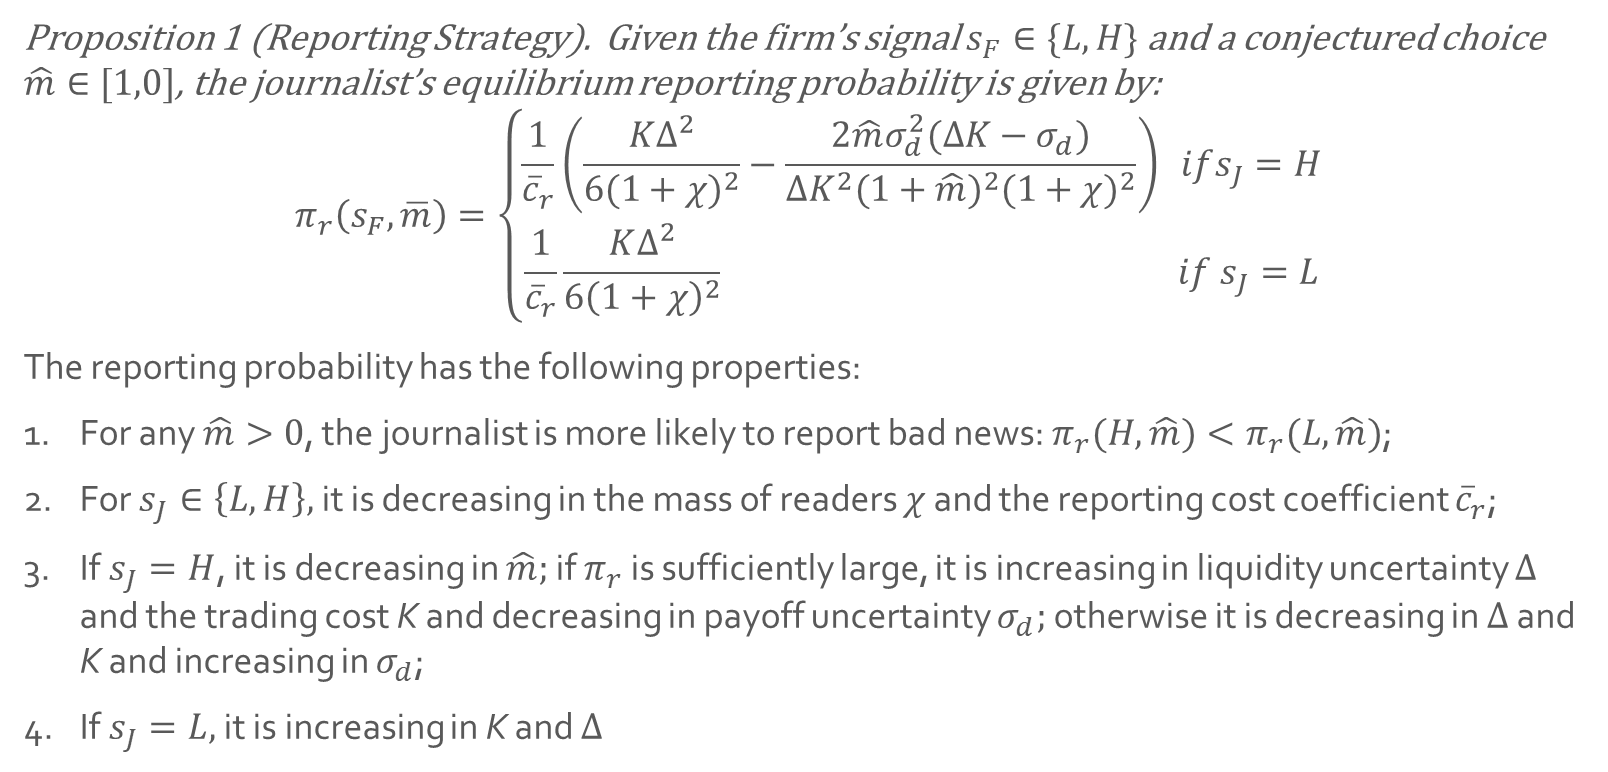 Proposition 1 (Reporting Strategy). Given the firm's signal s_F ∈ {L, H} and a conjectured choice
m̂ ∈ [1,0], the journalist's equilibrium reporting probability is given by:
π_r(s_F, m̅) = { 1/c̄_r ( KΔ²/6(1 + χ)² − 2m̂σ_d²(ΔK − σ_d)/ΔK²(1 + m̂)²(1 + χ)² ) if s_J = H
1/c̄_r KΔ²/6(1 + χ)² if s_J = L
The reporting probability has the following properties:
1. For any m̂ > 0, the journalist is more likely to report bad news: π_r(H, m̂) < π_r(L, m̂);
2. For s_J ∈ {L, H}, it is decreasing in the mass of readers χ and the reporting cost coefficient c̄_r;
3. If s_J = H, it is decreasing in m̂; if π_r is sufficiently large, it is increasing in liquidity uncertainty Δ
and the trading cost K and decreasing in payoff uncertainty σ_d; otherwise it is decreasing in Δ and
K and increasing in σ_d;
4. If s_J = L, it is increasing in K and Δ